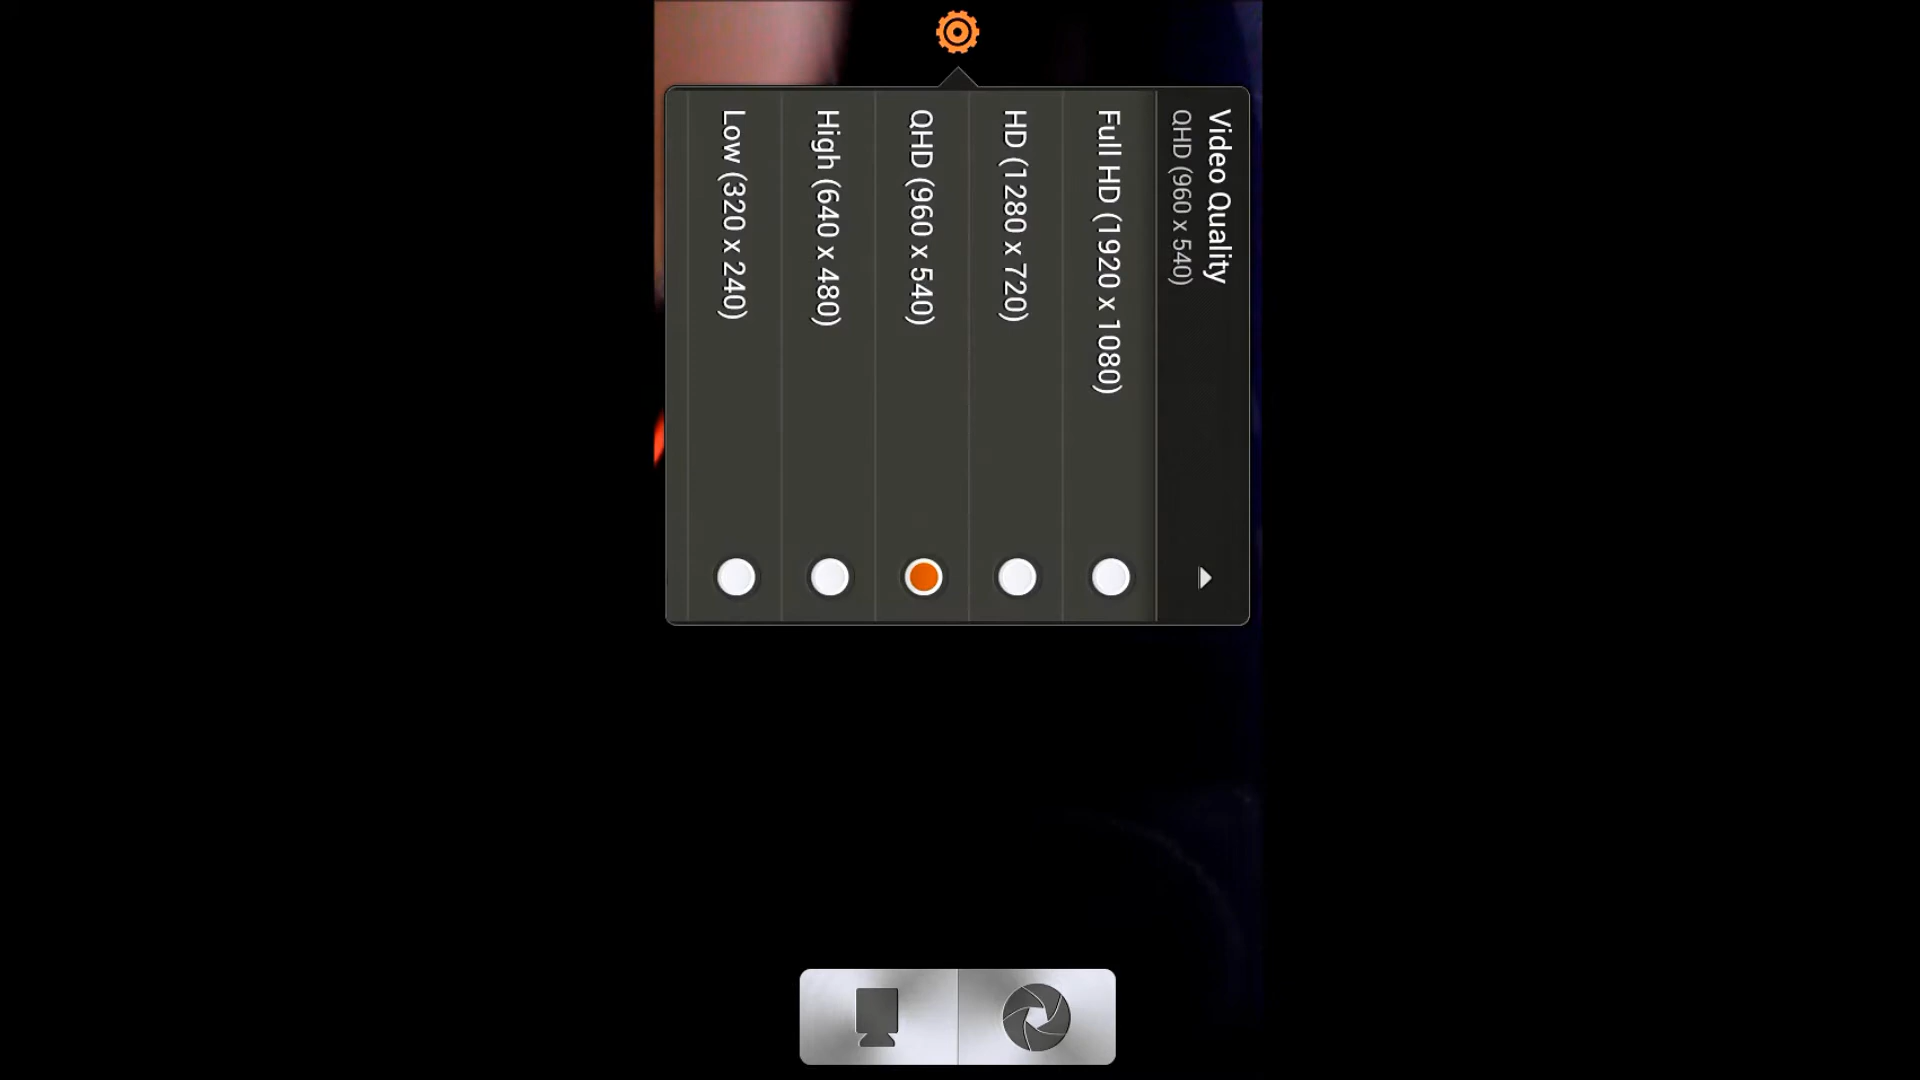 Video Quality
QHD (960 x 540)
Full HD (1920 x 1080)
HD (1280 x 720)
QHD (960 x 540)
High (640 x 480)
Low (320 x 240)